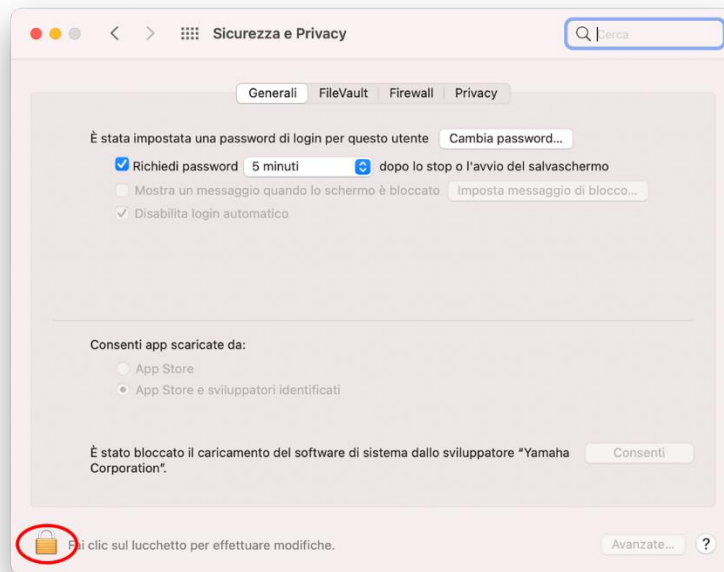 Sicurezza e Privacy
Cerca
Generali FileVault Firewall Privacy
È stata impostata una password di login per questo utente Cambia password...
Richiedi password 5 minuti dopo lo stop o l'avvio del salvaschermo
Mostra un messaggio quando lo schermo è bloccato Imposta messaggio di blocco...
Disabilita login automatico
Consenti app scaricate da:
App Store
App Store e sviluppatori identificati
È stato bloccato il caricamento del software di sistema dallo sviluppatore “Yamaha Consenti
Corporation”.
Fai clic sul lucchetto per effettuare modifiche. Avanzate... ?